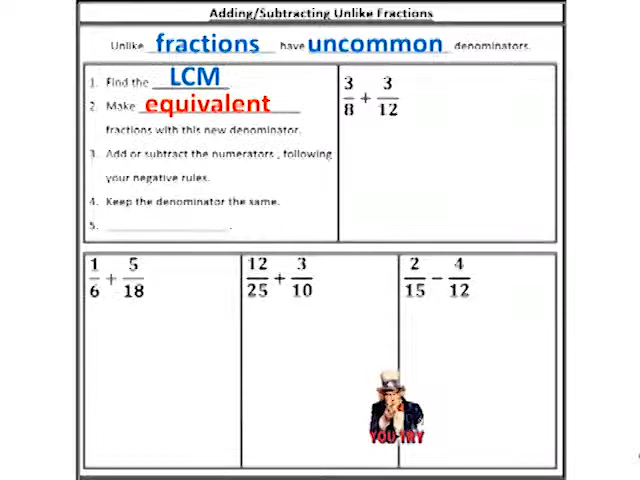 Adding/Subtracting Unlike Fractions
Unlike fractions have uncommon denominators.
1. Find the LCM
2. Make equivalent
fractions with this new denominator.
3. Add or subtract the numerators , following
your negative rules.
4. Keep the denominator the same.
5. ____________________.
3/8 + 3/12
1/6 + 5/18
12/25 + 3/10
2/15 − 4/12
YOU TRY